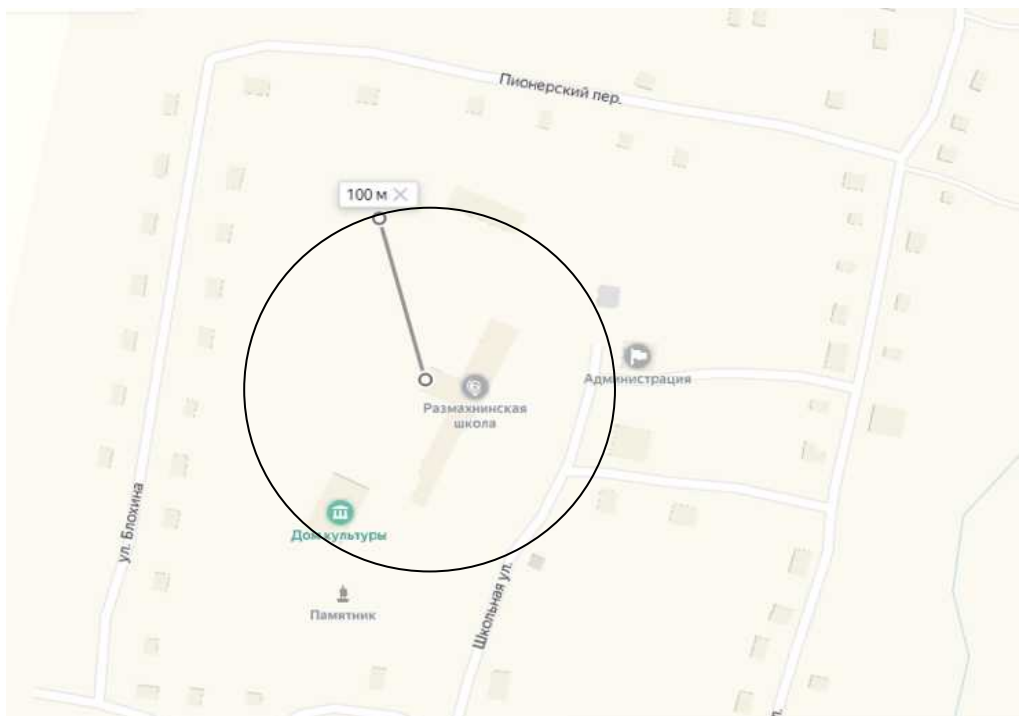 Пионерский пер.
100 м
Администрация
Размахнинская
школа
ул. Блохина
Дом культуры
Школьная ул.
Памятник